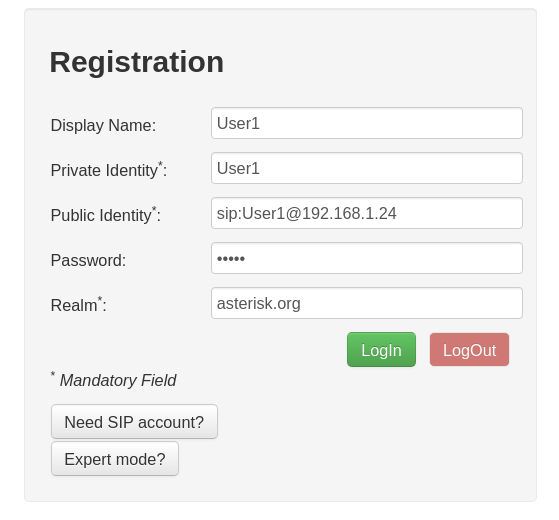 Registration
Display Name: User1
Private Identity*: User1
Public Identity*: sip:User1@192.168.1.24
Password: •••••
Realm*: asterisk.org
LogIn LogOut
* Mandatory Field
Need SIP account?
Expert mode?